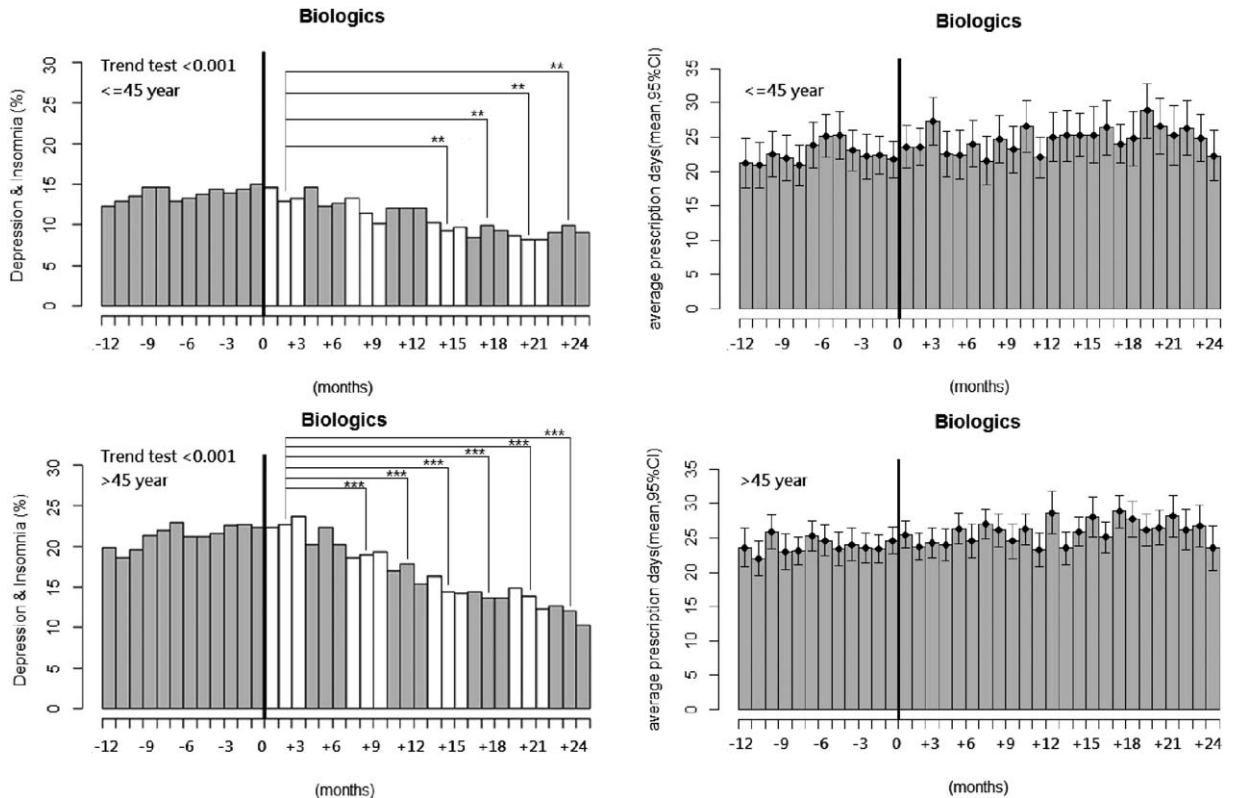 Biologics
Depression & Insomnia (%)
30
25
20
15
10
5
0
Trend test <0.001
<=45 year
**
**
**
**
-12 -9 -6 -3 0 +3 +6 +9 +12 +15 +18 +21 +24
(months)
Biologics
average prescription days(mean,95%CI)
35
30
25
20
15
10
5
0
<=45 year
-12 -9 -6 -3 0 +3 +6 +9 +12 +15 +18 +21 +24
(months)
Biologics
Depression & Insomnia (%)
30
25
20
15
10
5
0
Trend test <0.001
>45 year
***
***
***
***
***
***
-12 -9 -6 -3 0 +3 +6 +9 +12 +15 +18 +21 +24
(months)
Biologics
average prescription days(mean,95%CI)
35
30
25
20
15
10
5
0
>45 year
-12 -9 -6 -3 0 +3 +6 +9 +12 +15 +18 +21 +24
(months)